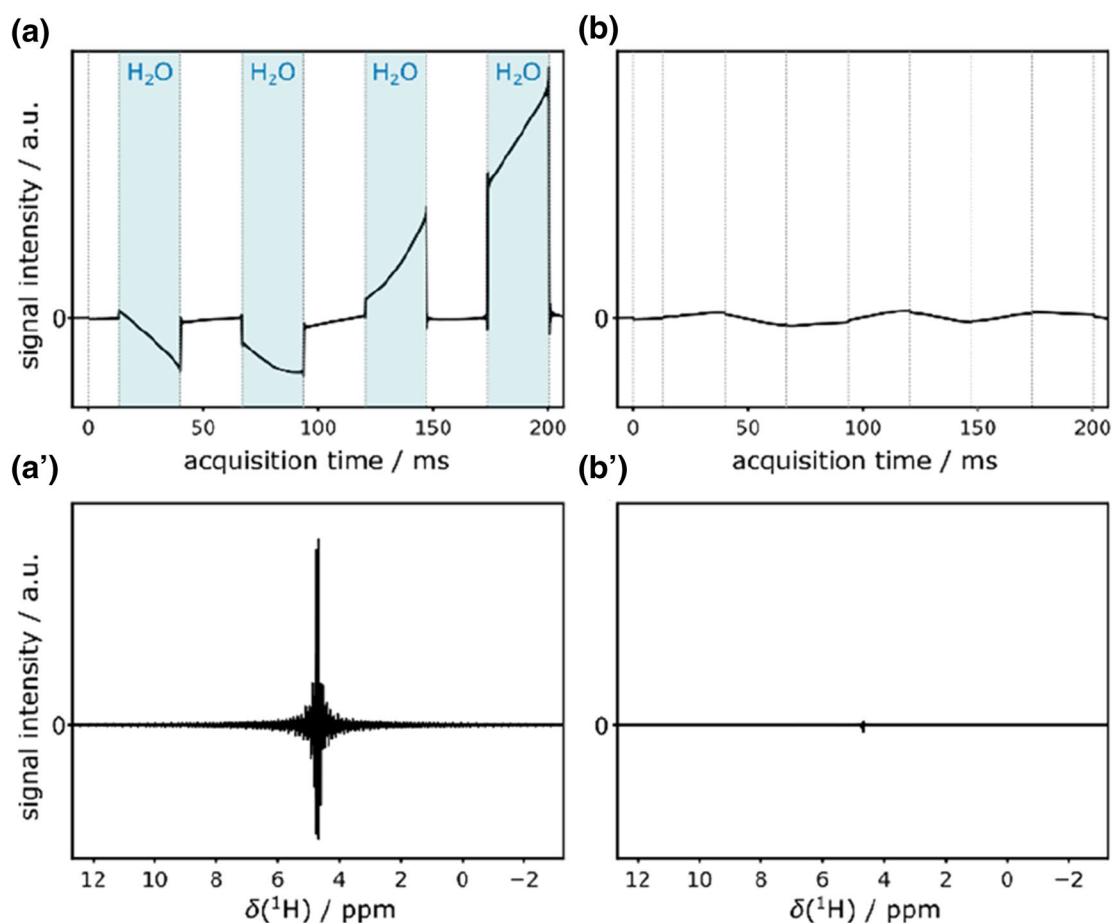 (a)
H₂O H₂O H₂O H₂O
signal intensity / a.u.
0
0 50 100 150 200
acquisition time / ms
(b)
0
0 50 100 150 200
acquisition time / ms
(a')
signal intensity / a.u.
0
12 10 8 6 4 2 0 −2
δ(¹H) / ppm
(b')
0
12 10 8 6 4 2 0 −2
δ(¹H) / ppm